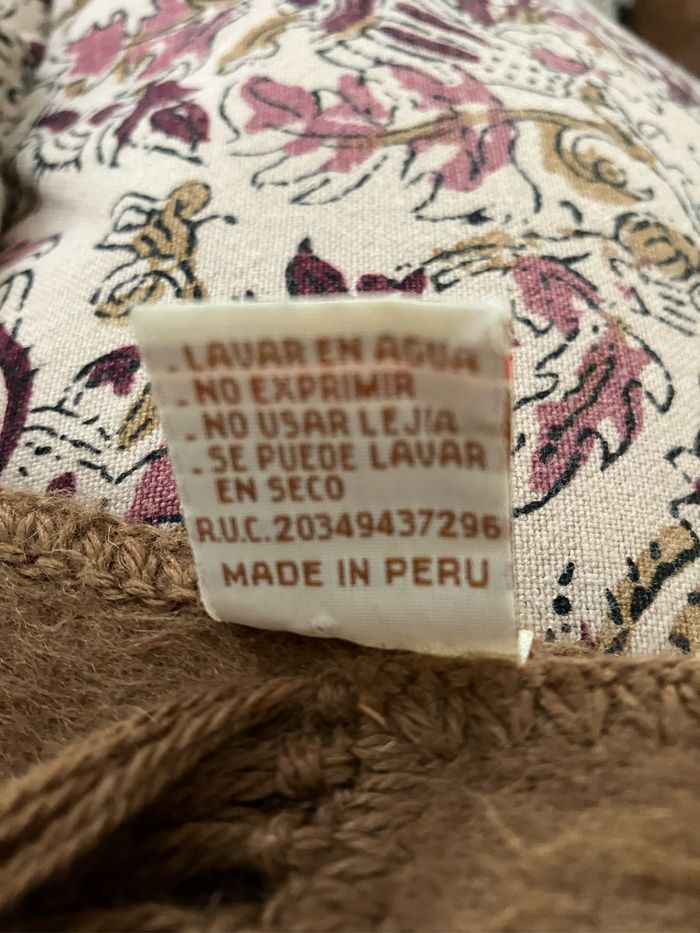 . LAVAR EN AGUA
. NO EXPRIMIR
. NO USAR LEJIA
. SE PUEDE LAVAR
EN SECO
R.U.C. 20349437296
MADE IN PERU